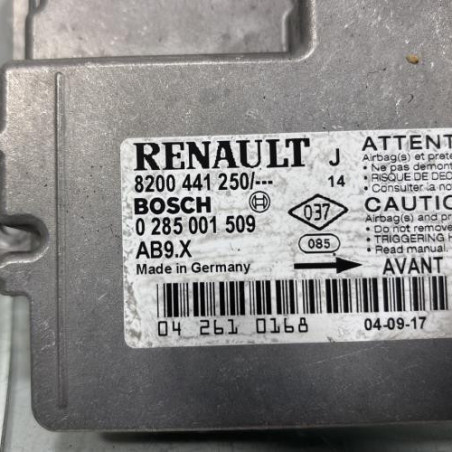 RENAULT J
8200 441 250/--- 14
BOSCH
0 285 001 509
AB9.X
Made in Germany
037
085
ATTENT
Airbag(s) et prete
• Ne pas demont
• RISQUE DE DEC
• Consulter la no
CAUTIO
Airbag(s) and pr
• Do not remove
• TRIGGERING H
• Read manual.
AVANT
04 261 0168
04-09-17